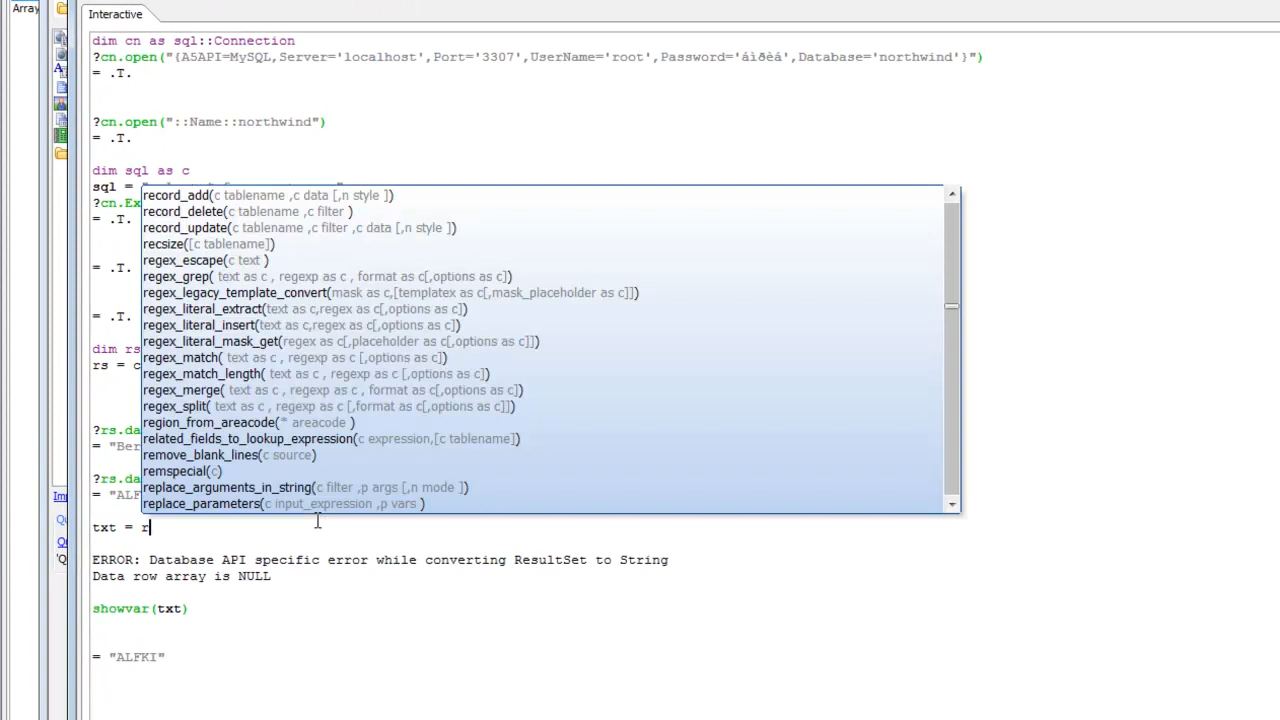 Array
Interactive
dim cn as sql::Connection
?cn.open("{A5API=MySQL,Server='localhost',Port='3307',UserName='root',Password='áìðèá',Database='northwind'}")
= .T.
?cn.open("::Name::northwind")
= .T.
dim sql as c
sql =
?cn.Ex
= .T.
= .T.
= .T.
dim rs
rs = c
?rs.da
= "Ber
?rs.da
= "ALF
record_add(c tablename ,c data [,n style ])
record_delete(c tablename ,c filter )
record_update(c tablename ,c filter ,c data [,n style ])
recsize([c tablename])
regex_escape(c text )
regex_grep( text as c , regexp as c , format as c[,options as c])
regex_legacy_template_convert(mask as c,[templatex as c[,mask_placeholder as c]])
regex_literal_extract(text as c,regex as c[,options as c])
regex_literal_insert(text as c,regex as c[,options as c])
regex_literal_mask_get(regex as c[,placeholder as c[,options as c]])
regex_match( text as c , regexp as c [,options as c])
regex_match_length( text as c , regexp as c [,options as c])
regex_merge( text as c , regexp as c , format as c[,options as c])
regex_split( text as c , regexp as c [,format as c[,options as c]])
region_from_areacode(* areacode )
related_fields_to_lookup_expression(c expression,[c tablename])
remove_blank_lines(c source)
remspecial(c)
replace_arguments_in_string(c filter ,p args [,n mode ])
replace_parameters(c input_expression ,p vars )
txt = r
ERROR: Database API specific error while converting ResultSet to String
Data row array is NULL
showvar(txt)
= "ALFKI"
Imp
Qu
Qu
'Q